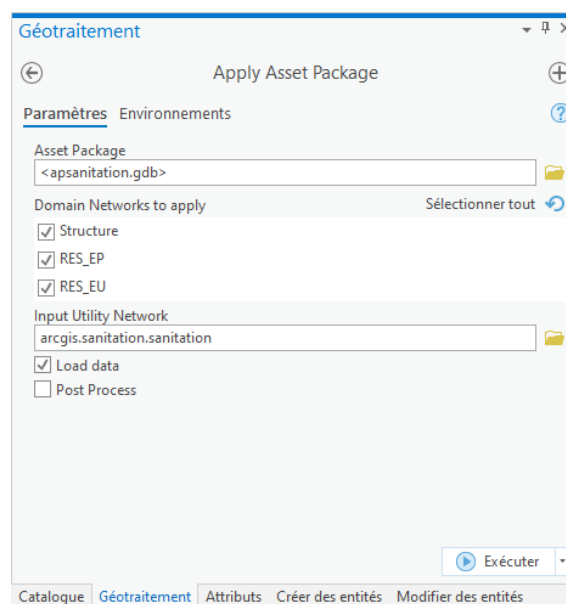 Géotraitement
Apply Asset Package
Paramètres Environnements
Asset Package
<apsanitation.gdb>
Domain Networks to apply Sélectionner tout
Structure
RES_EP
RES_EU
Input Utility Network
arcgis.sanitation.sanitation
Load data
Post Process
Exécuter
Catalogue Géotraitement Attributs Créer des entités Modifier des entités